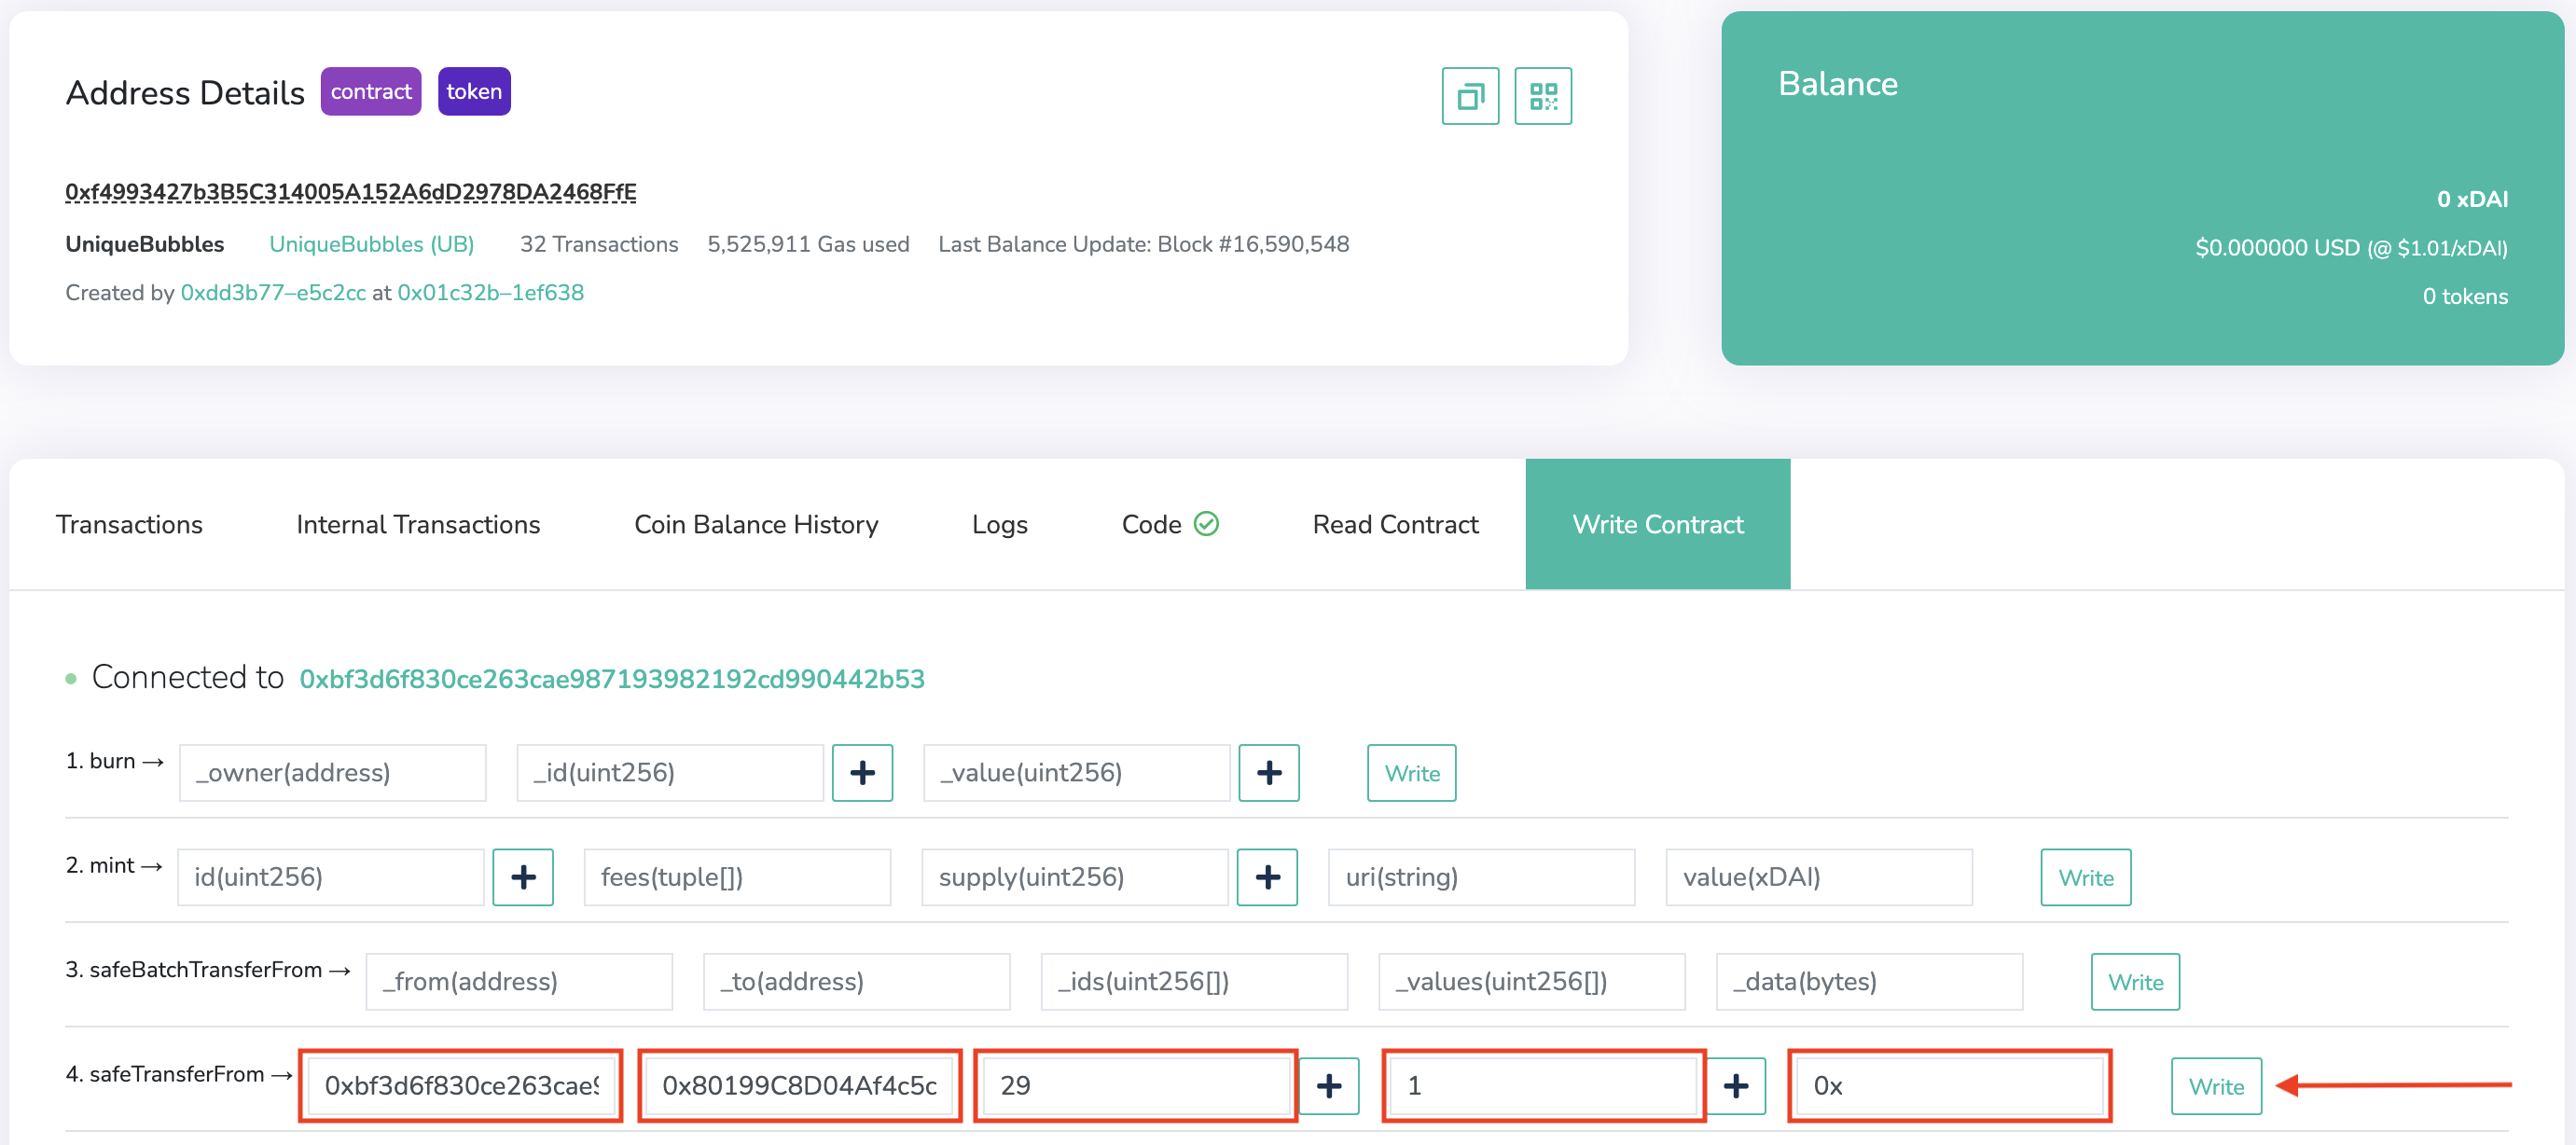 Address Details contract token
0xf4993427b3B5C314005A152A6dD2978DA2468FfE
UniqueBubbles UniqueBubbles (UB) 32 Transactions 5,525,911 Gas used Last Balance Update: Block #16,590,548
Created by 0xdd3b77–e5c2cc at 0x01c32b–1ef638
Balance
0 xDAI
$0.000000 USD (@ $1.01/xDAI)
0 tokens
Transactions Internal Transactions Coin Balance History Logs Code Read Contract Write Contract
Connected to 0xbf3d6f830ce263cae987193982192cd990442b53
1. burn → _owner(address) _id(uint256) + _value(uint256) + Write
2. mint → id(uint256) + fees(tuple[]) supply(uint256) + uri(string) value(xDAI) Write
3. safeBatchTransferFrom → _from(address) _to(address) _ids(uint256[]) _values(uint256[]) _data(bytes) Write
4. safeTransferFrom → 0xbf3d6f830ce263cae9 0x80199C8D04Af4c5c 29 + 1 + 0x Write